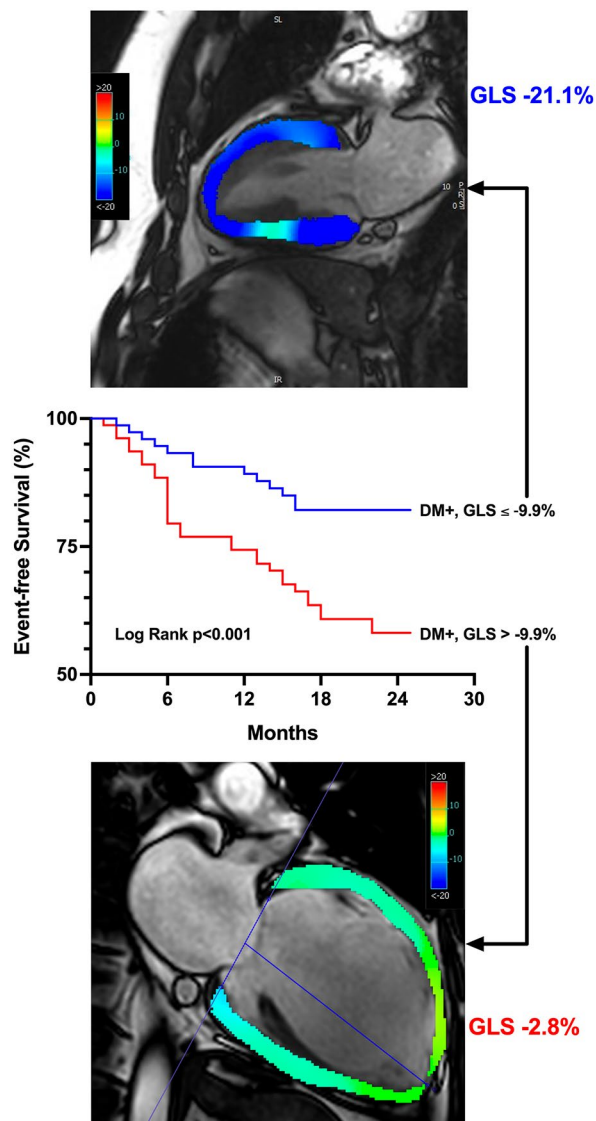 SL
>20
10
0
-10
<-20
GLS -21.1%
10
P
R
S
0
IR
100
75
50
Event-free Survival (%)
DM+, GLS ≤ -9.9%
DM+, GLS > -9.9%
Log Rank p<0.001
0 6 12 18 24 30
Months
>20
10
0
-10
<-20
GLS -2.8%